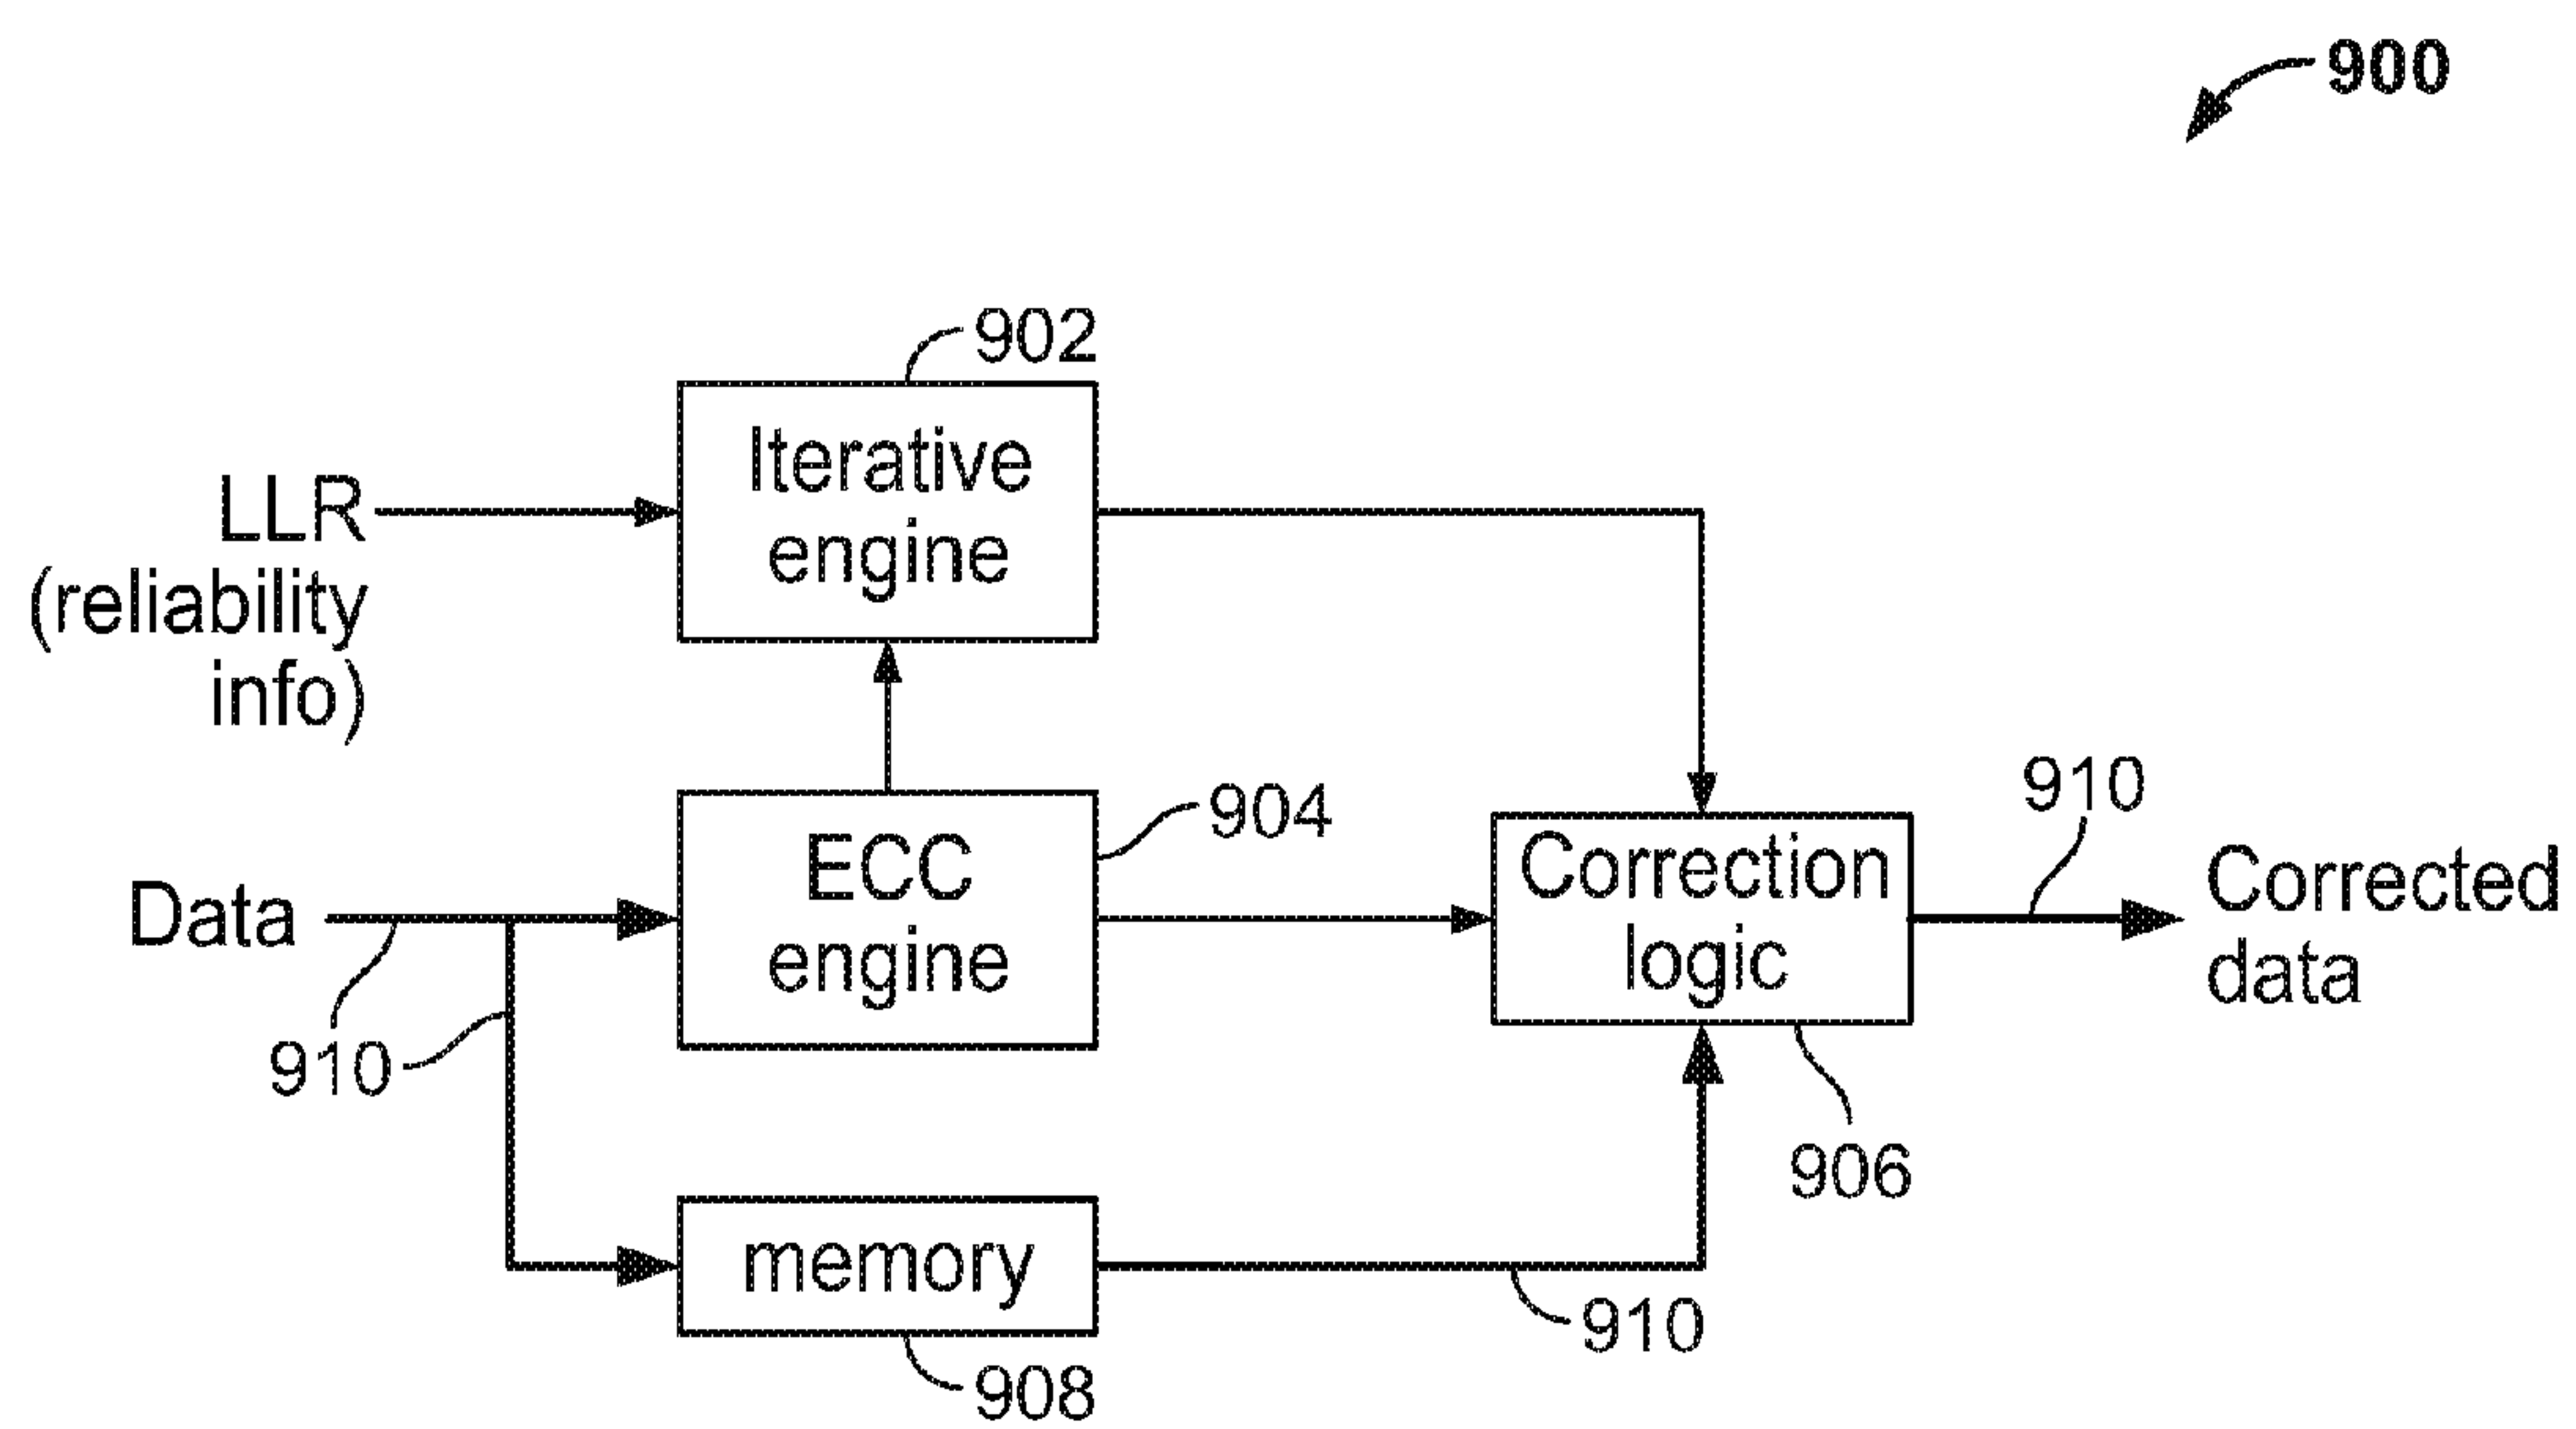 900
902
Iterative
engine
LLR
(reliability
info)
904
ECC
engine
Data
910
Correction
logic
910
Corrected
data
910
906
memory
910
908